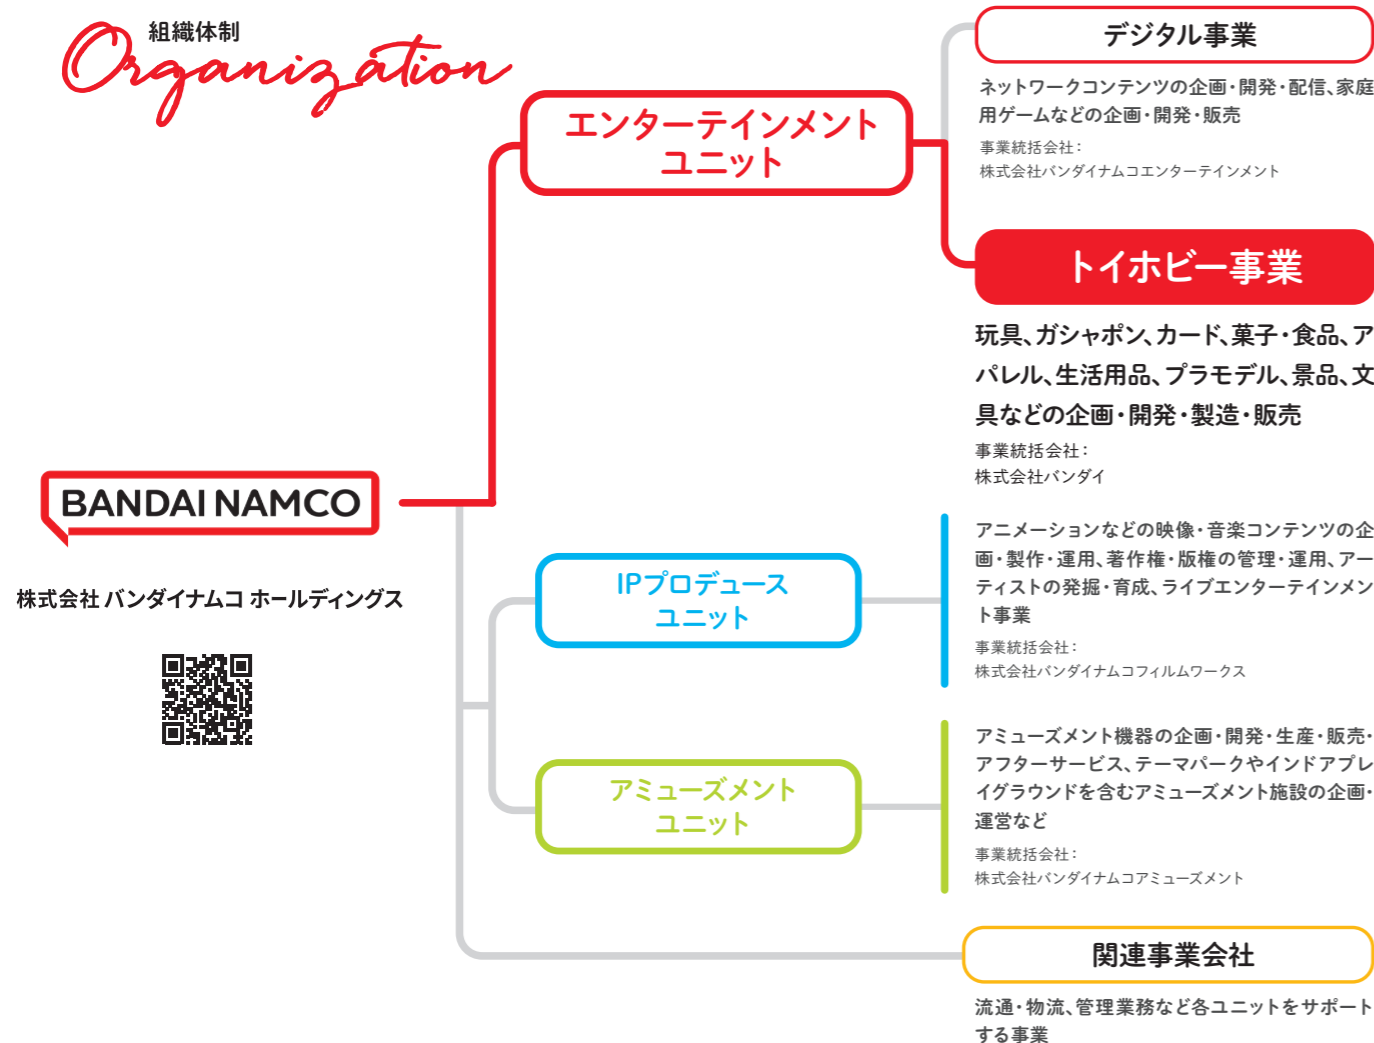 組織体制
Organization
BANDAI NAMCO
株式会社 バンダイナムコ ホールディングス
エンターテインメント
ユニット
デジタル事業
ネットワークコンテンツの企画・開発・配信、家庭
用ゲームなどの企画・開発・販売
事業統括会社：
株式会社バンダイナムコエンターテインメント
トイホビー事業
玩具、ガシャポン、カード、菓子・食品、ア
パレル、生活用品、プラモデル、景品、文
具などの企画・開発・製造・販売
事業統括会社：
株式会社バンダイ
IPプロデュース
ユニット
アニメーションなどの映像・音楽コンテンツの企
画・製作・運用、著作権・版権の管理・運用、アー
ティストの発掘・育成、ライブエンターテインメン
ト事業
事業統括会社：
株式会社バンダイナムコフィルムワークス
アミューズメント
ユニット
アミューズメント機器の企画・開発・生産・販売・
アフターサービス、テーマパークやインドアプレ
イグラウンドを含むアミューズメント施設の企画・
運営など
事業統括会社：
株式会社バンダイナムコアミューズメント
関連事業会社
流通・物流、管理業務など各ユニットをサポート
する事業